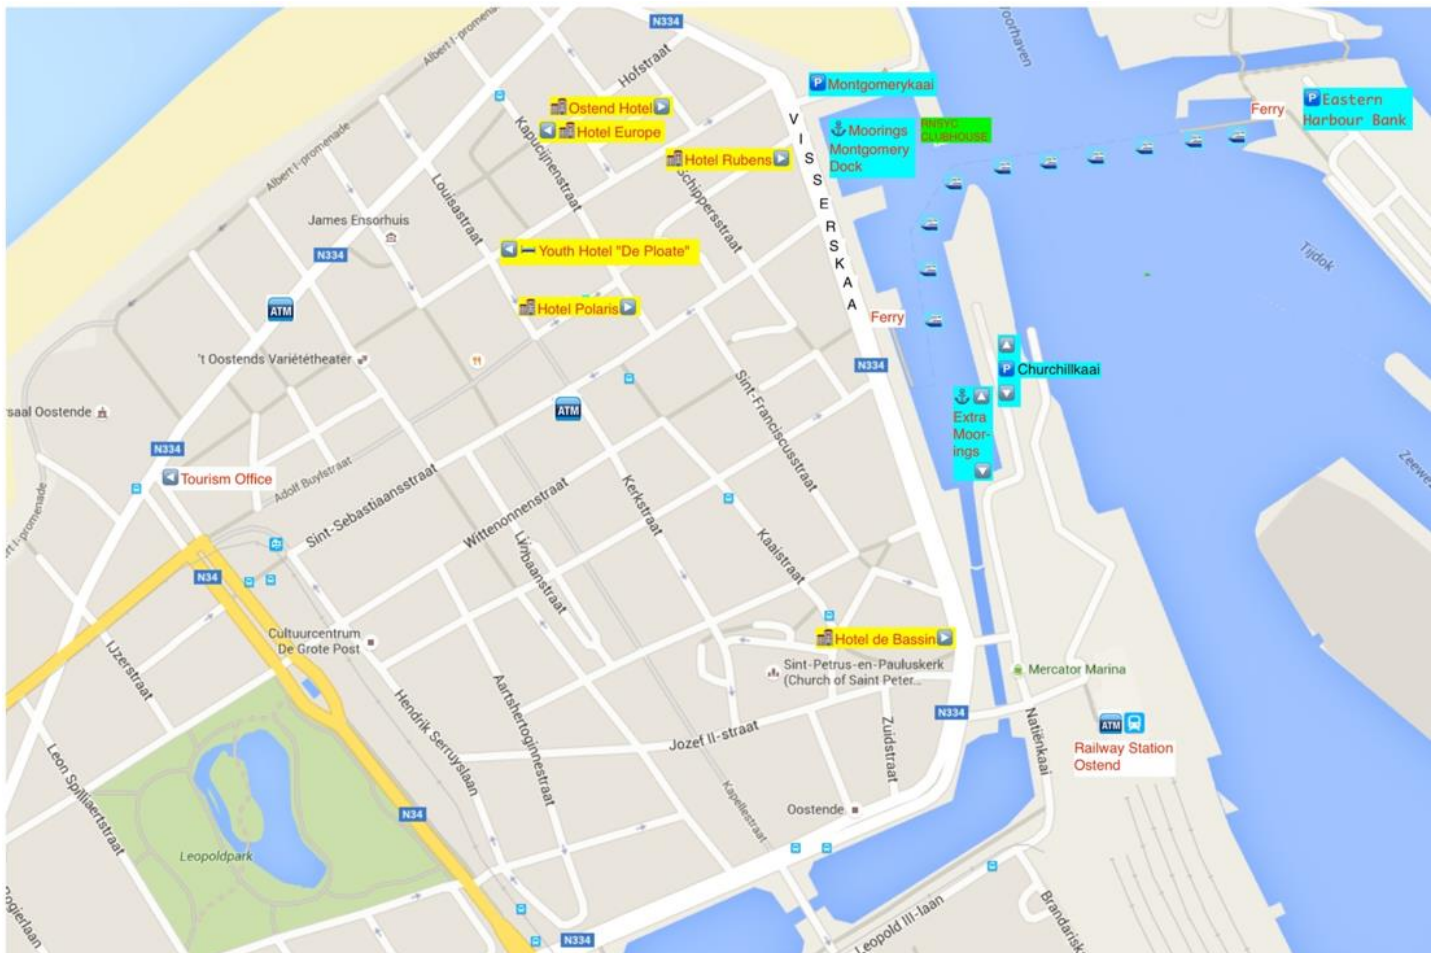 N334
Voorhaven
Albert I-promenade
Hofstraat
P Montgomerykaai
Ostend Hotel
Hotel Europe
Kapucijnenstraat
VISSERSKAAI
Moorings
Montgomery
Dock
RNSYC
CLUBHOUSE
Ferry
P Eastern
Harbour Bank
Albert I-promenade
Louisastraat
Hotel Rubens
Schippersstraat
James Ensorhuis
N334
Youth Hotel "De Ploate"
Tijdok
ATM
Hotel Polaris
Ferry
't Oostends Variététheater
N334
P Churchillkaai
Sint-Franciscusstraat
ATM
Extra
Moor-
ings
saal Oostende
N334
Tourism Office
Adolf Buylstraat
Sint-Sebastiaansstraat
Wittenonnenstraat
Kerkstraat
Kaaistraat
Lijnbaanstraat
N34
IJzerstraat
Cultuurcentrum
De Grote Post
Hotel de Bassin
Sint-Petrus-en-Pauluskerk
(Church of Saint Peter...
Mercator Marina
Aartshertoginnestraat
Hendrik Serruyslaan
Jozef II-straat
Zuidstraat
N334
Natiënkaai
ATM
Railway Station
Ostend
Leon Spilliaertstraat
Kapellestraat
Oostende
N34
Leopoldpark
N334
Leopold III-laan
Brandarisk